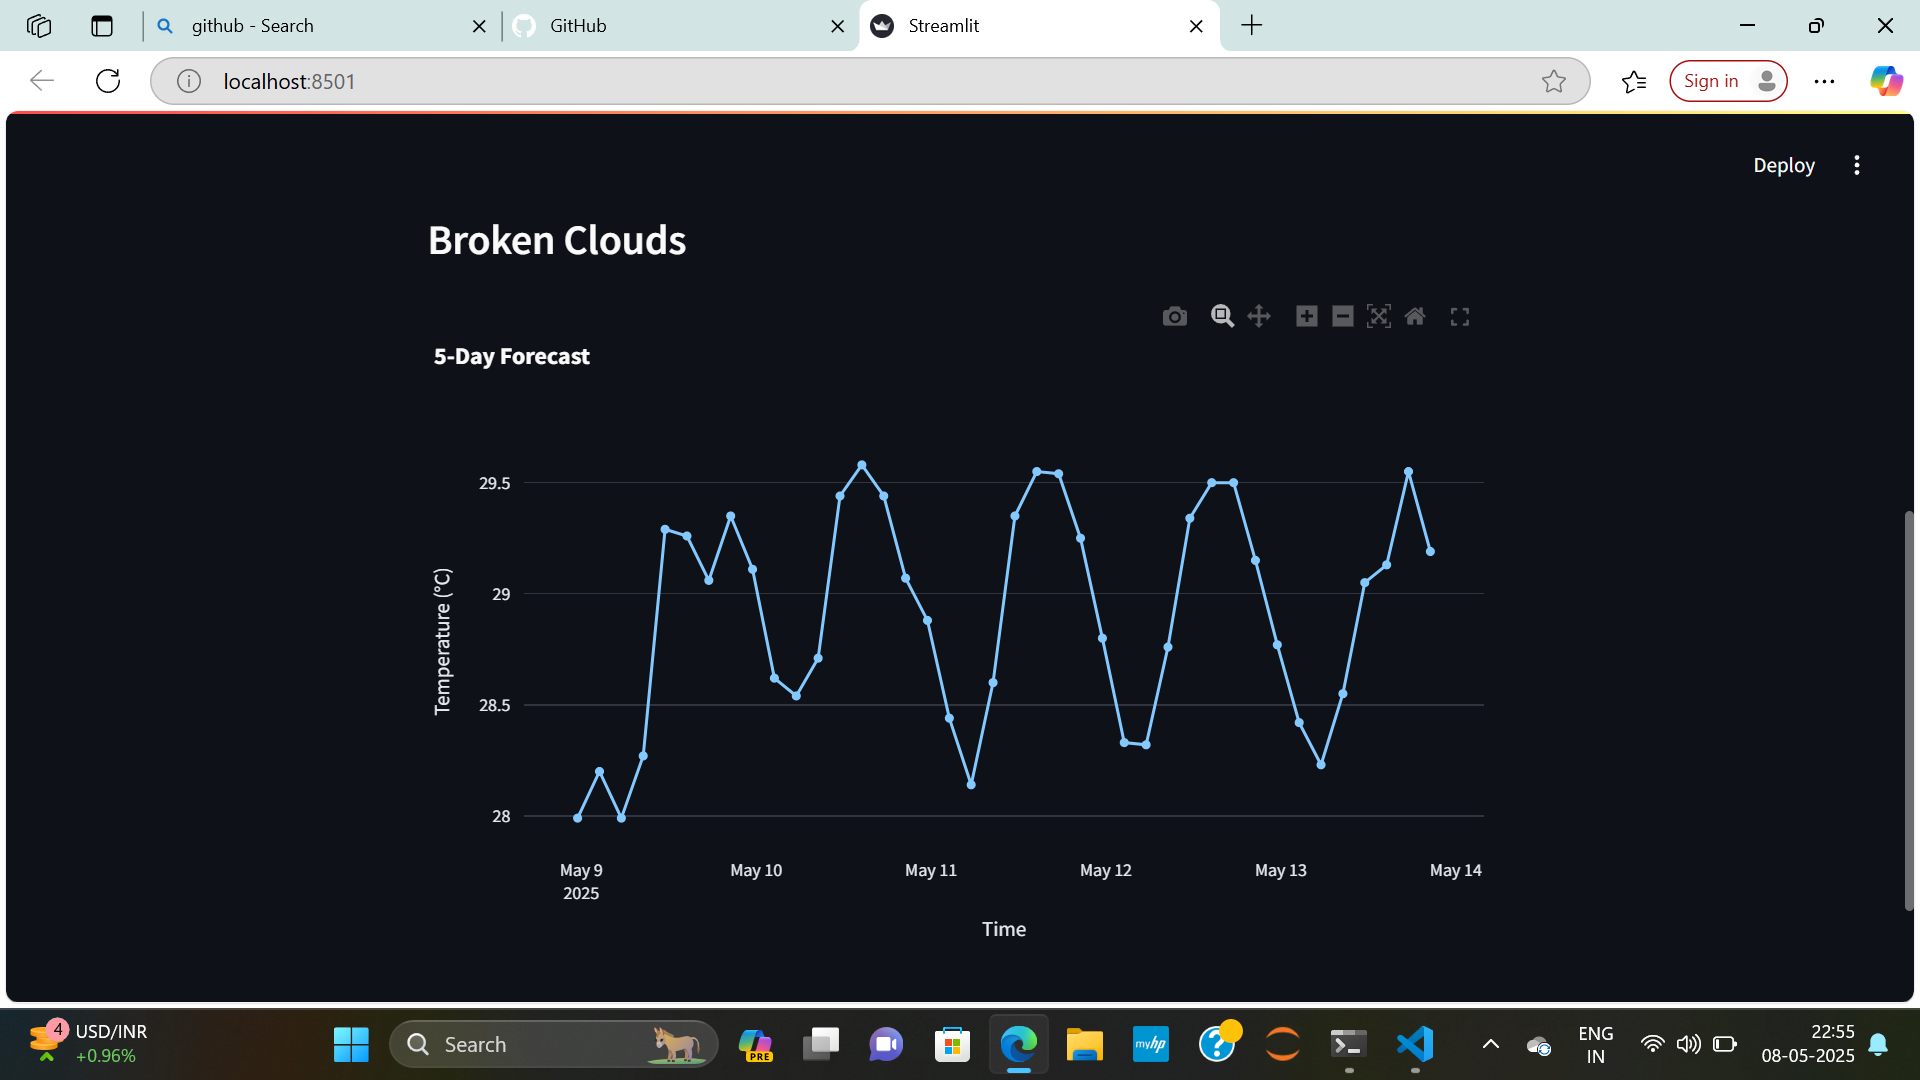 github - Search
GitHub
Streamlit
localhost:8501
Sign in
Deploy
Broken Clouds
5-Day Forecast
Temperature (°C)
29.5
29
28.5
28
May 9
2025
May 10
May 11
May 12
May 13
May 14
Time
4
USD/INR
+0.96%
Search
PRE
myhp
ENG
IN
22:55
08-05-2025